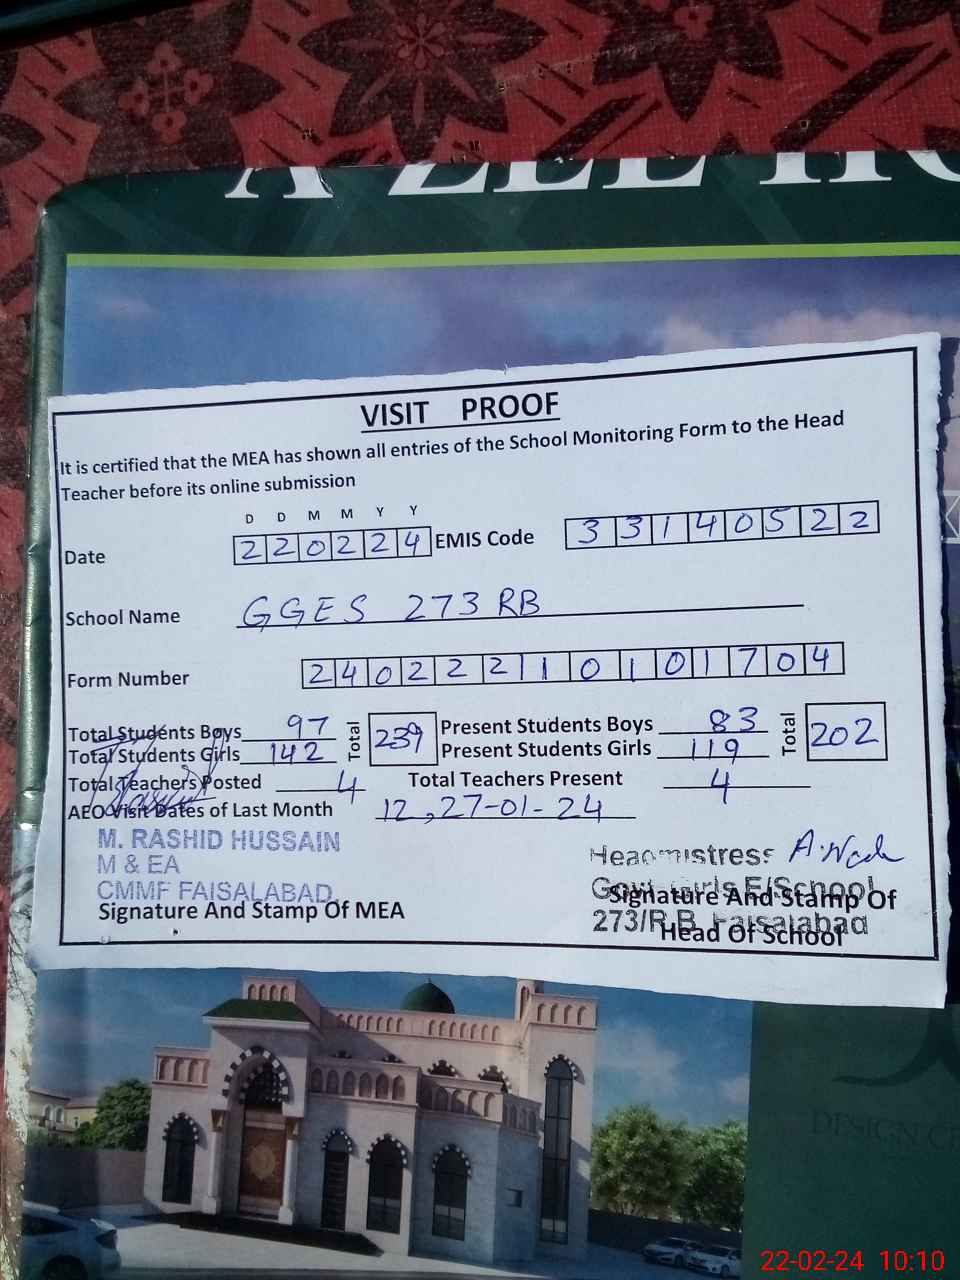 VISIT PROOF
It is certified that the MEA has shown all entries of the School Monitoring Form to the Head
Teacher before its online submission
D D M M Y Y
Date 220224 EMIS Code 33140522
School Name GGES 273 RB
Form Number 2402221010101704
Total Students Boys 97 Total 239 Present Students Boys 83 Total 202
Total Students Girls 142 Present Students Girls 119
Total Teachers Posted 4 Total Teachers Present 4
AEO Visit Dates of Last Month 12,27-01-24
M. RASHID HUSSAIN
M & EA
CMMF FAISALABAD.
Signature And Stamp Of MEA
Headmistress
Govt. Girls E/School
273/R.B. Faisalabad
Signature And Stamp Of
Head Of School
DESIGN
22-02-24 10:10